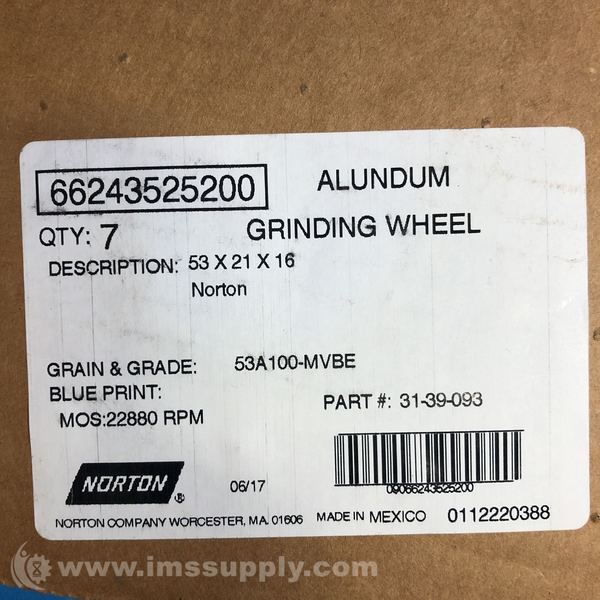 66243525200 ALUNDUM
QTY: 7 GRINDING WHEEL
DESCRIPTION: 53 X 21 X 16
Norton
GRAIN & GRADE: 53A100-MVBE
BLUE PRINT:
PART #: 31-39-093
MOS:22880 RPM
NORTON ®
06/17
09066243525200
NORTON COMPANY WORCESTER, MA. 01606 MADE IN MEXICO 0112220388
www.imssupply.com